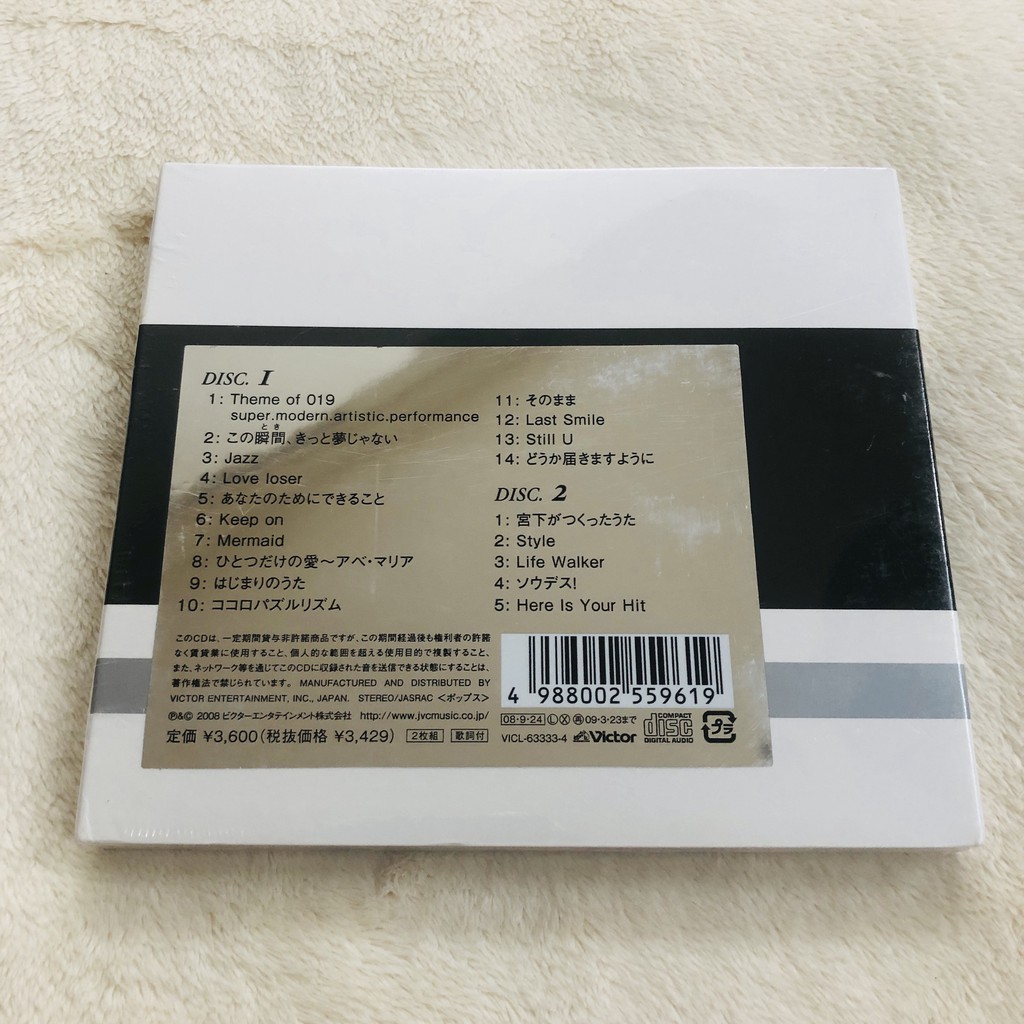 DISC. 1
1: Theme of 019
super.modern.artistic.performance
とき
2: この瞬間、きっと夢じゃない
3: Jazz
4: Love loser
5: あなたのためにできること
6: Keep on
7: Mermaid
8: ひとつだけの愛〜アベ・マリア
9: はじまりのうた
10: ココロパズルリズム
11: そのまま
12: Last Smile
13: Still U
14: どうか届きますように
DISC. 2
1: 宮下がつくったうた
2: Style
3: Life Walker
4: ソウデス!
5: Here Is Your Hit
このCDは、一定期間貸与非許諾商品ですが、この期間経過後も権利者の許諾
なく賃貸業に使用すること、個人的な範囲を超える使用目的で複製すること、
また、ネットワーク等を通じてこのCDに収録された音を送信できる状態にすることは、
著作権法で禁じられています。 MANUFACTURED AND DISTRIBUTED BY
VICTOR ENTERTAINMENT, INC., JAPAN. STEREO/JASRAC <ポップス>
℗&© 2008 ビクターエンタテインメント株式会社 http://www.jvcmusic.co.jp/
定価 ¥3,600(税抜価格 ¥3,429) 2枚組 歌詞付
4 988002 559619
08・9・24 Ⓛ Ⓧ ㊢09・3・23まで
VICL-63333-4 Victor COMPACT disc DIGITAL AUDIO プラ